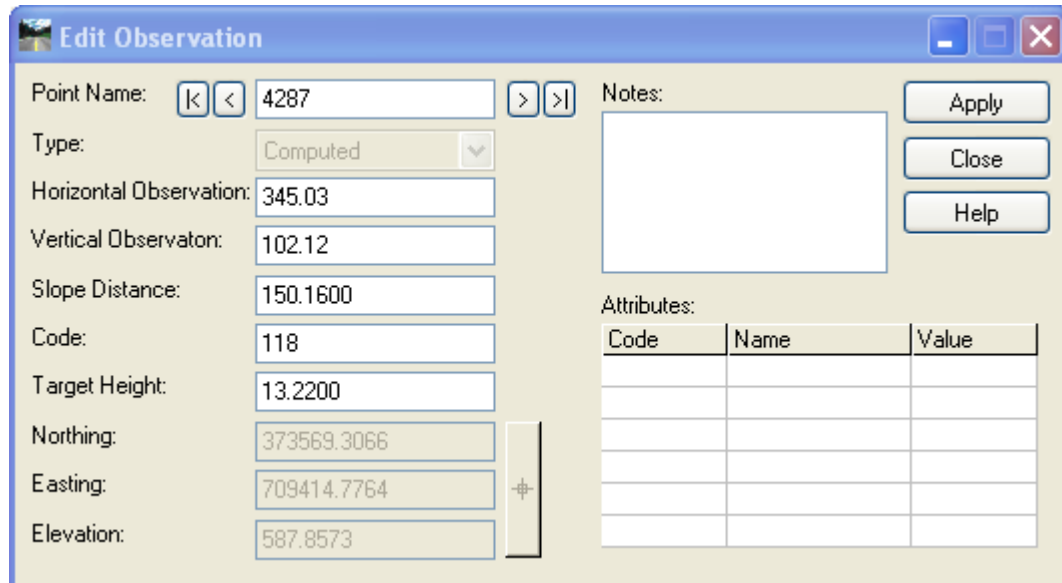 Edit Observation
Point Name: |< < 4287 > >|
Type: Computed
Horizontal Observation: 345.03
Vertical Observaton: 102.12
Slope Distance: 150.1600
Code: 118
Target Height: 13.2200
Northing: 373569.3066
Easting: 709414.7764
Elevation: 587.8573
Notes:
Apply
Close
Help
Attributes:
Code Name Value